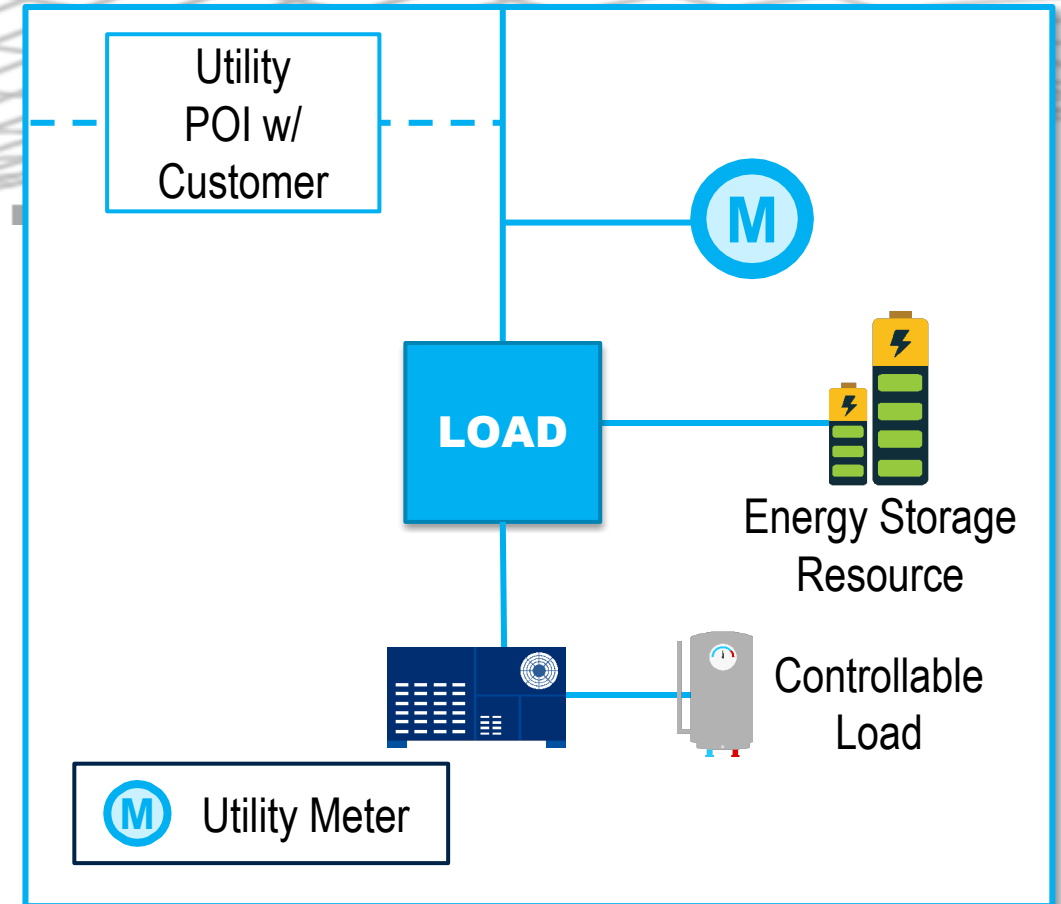 Utility
POI w/
Customer
M
LOAD
Energy Storage
Resource
Controllable
Load
M Utility Meter